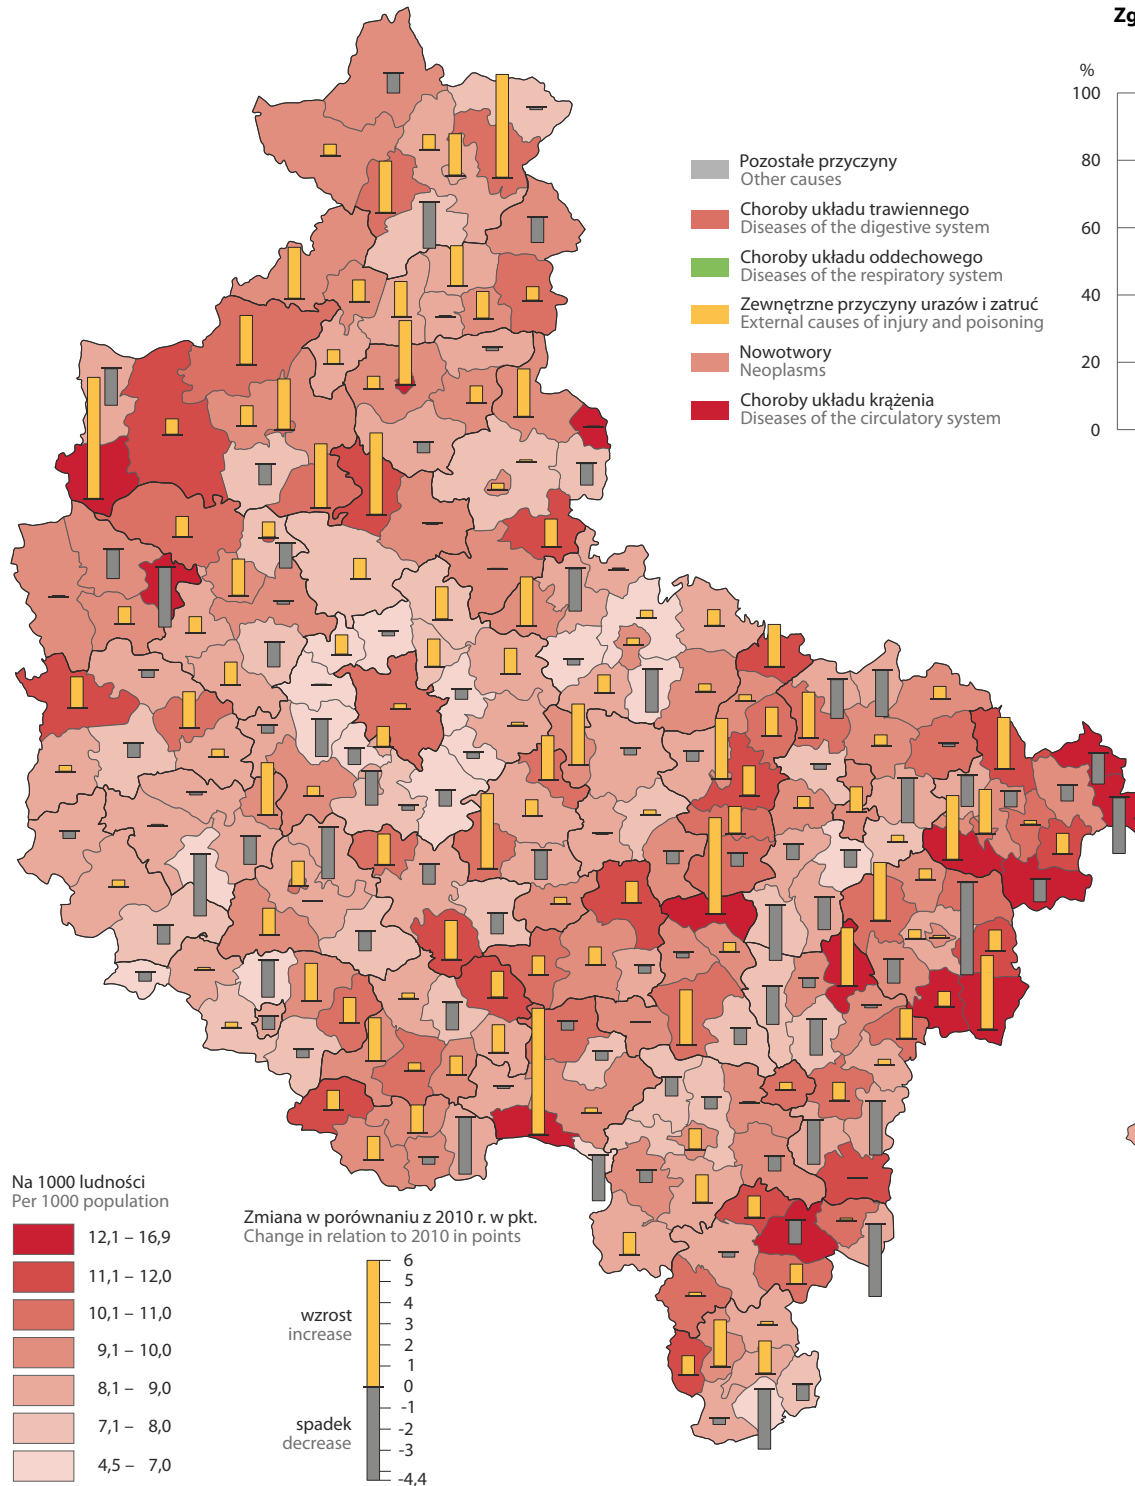 Zg
%
100
80
60
40
20
0
Pozostałe przyczyny
Other causes
Choroby układu trawiennego
Diseases of the digestive system
Choroby układu oddechowego
Diseases of the respiratory system
Zewnętrzne przyczyny urazów i zatruć
External causes of injury and poisoning
Nowotwory
Neoplasms
Choroby układu krążenia
Diseases of the circulatory system
Na 1000 ludności
Per 1000 population
12,1 – 16,9
11,1 – 12,0
10,1 – 11,0
9,1 – 10,0
8,1 – 9,0
7,1 – 8,0
4,5 – 7,0
Zmiana w porównaniu z 2010 r. w pkt.
Change in relation to 2010 in points
wzrost
increase
spadek
decrease
6
5
4
3
2
1
0
-1
-2
-3
-4,4